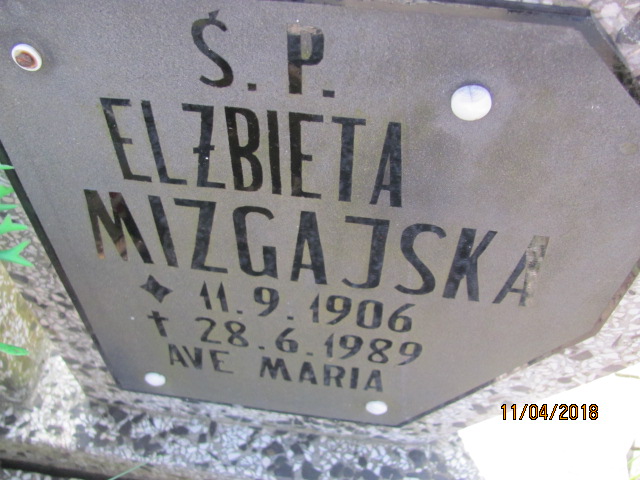 Ś. P.
ELŻBIETA
MIZGAJSKA
✦ 11.9.1906
† 28.6.1989
AVE MARIA
11/04/2018